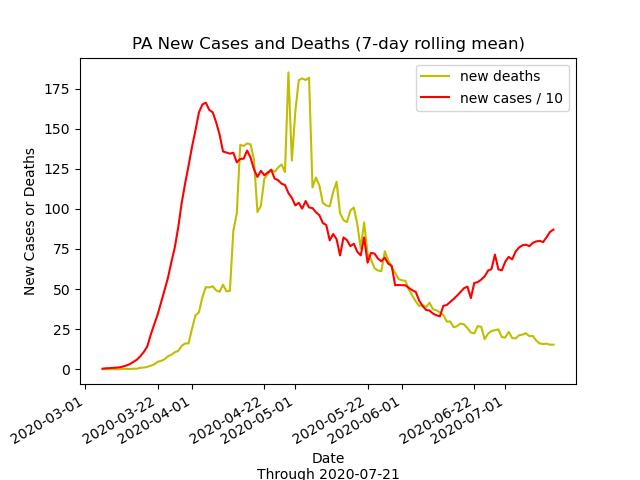 PA New Cases and Deaths (7-day rolling mean)
new deaths
new cases / 10
New Cases or Deaths
175
150
125
100
75
50
25
0
2020-03-01
2020-03-22
2020-04-01
2020-04-22
2020-05-01
2020-05-22
2020-06-01
2020-06-22
2020-07-01
Date
Through 2020-07-21